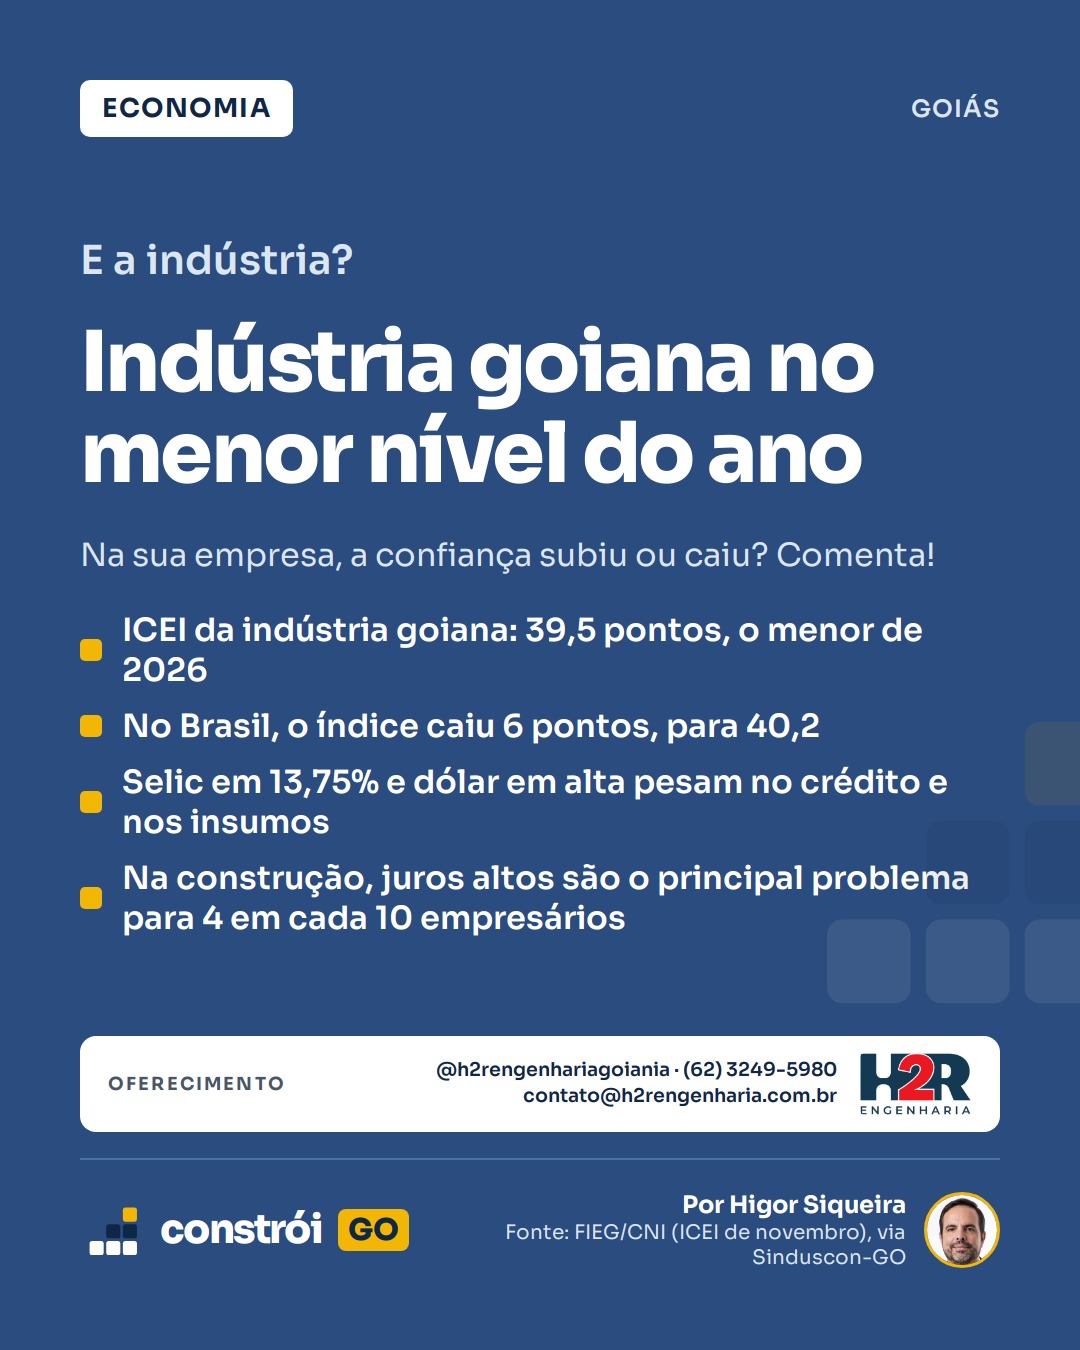 ECONOMIA
GOIÁS
E a indústria?
Indústria goiana no
menor nível do ano
Na sua empresa, a confiança subiu ou caiu? Comenta!
ICEI da indústria goiana: 39,5 pontos, o menor de
2026
No Brasil, o índice caiu 6 pontos, para 40,2
Selic em 13,75% e dólar em alta pesam no crédito e
nos insumos
Na construção, juros altos são o principal problema
para 4 em cada 10 empresários
OFERECIMENTO
@h2rengenhariagoiania · (62) 3249-5980
contato@h2rengenharia.com.br
H2R
ENGENHARIA
constrói GO
Por Higor Siqueira
Fonte: FIEG/CNI (ICEI de novembro), via
Sinduscon-GO